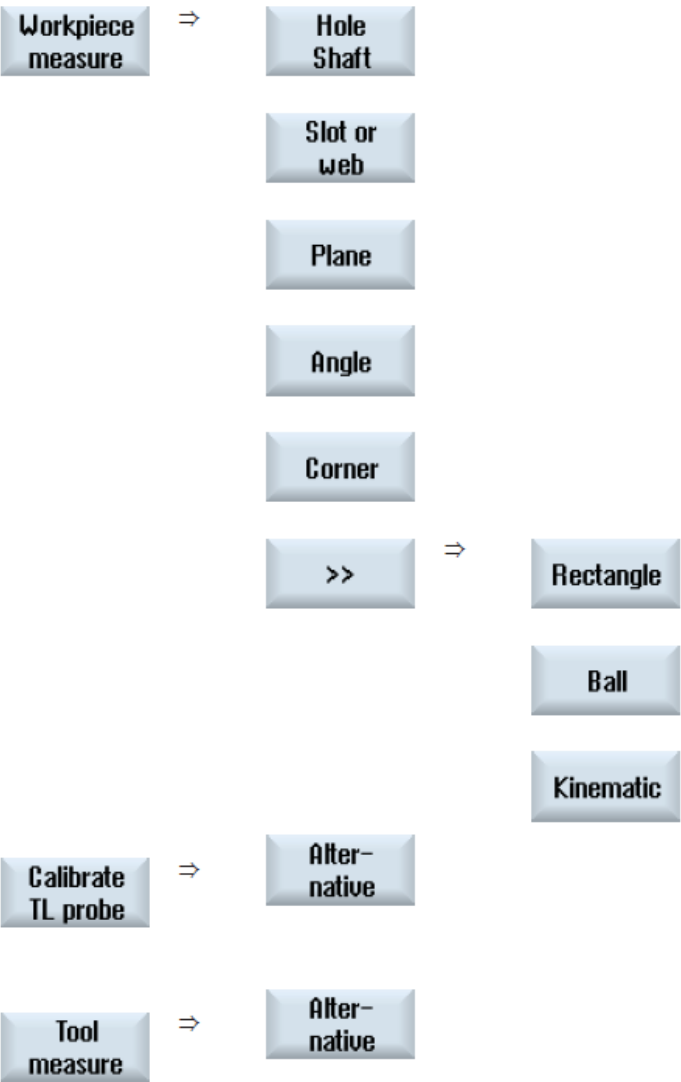 Workpiece
measure
⇒
Hole
Shaft
Slot or
web
Plane
Angle
Corner
>>
⇒
Rectangle
Ball
Kinematic
Calibrate
TL probe
⇒
Alter-
native
Tool
measure
⇒
Alter-
native